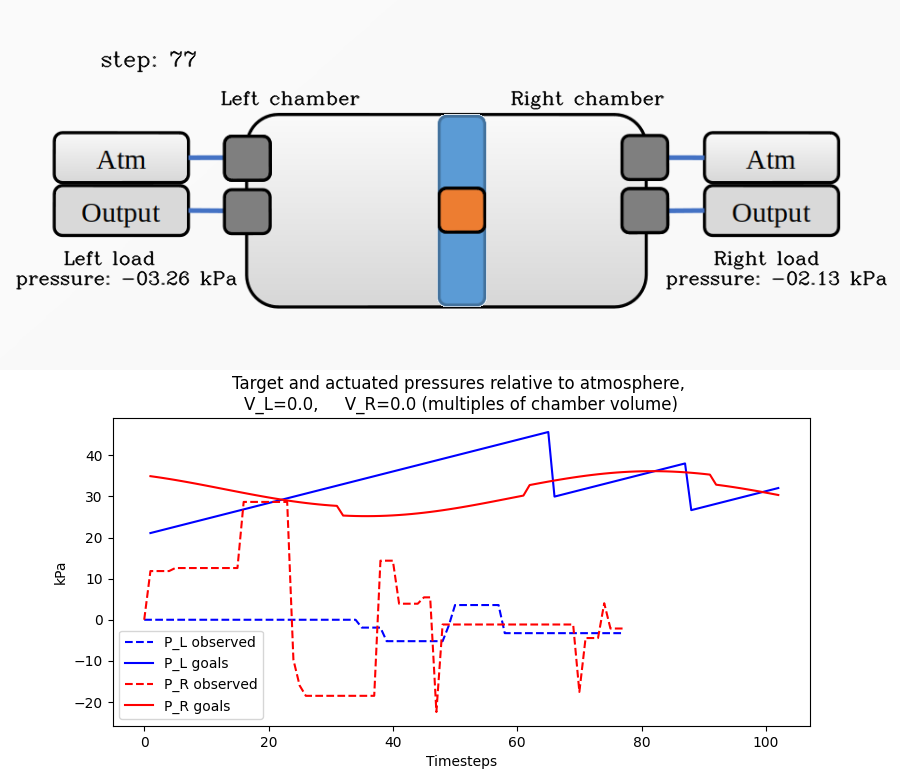 step: 77
Left chamber
Right chamber
Atm
Atm
Output
Output
Left load
pressure: -03.26 kPa
Right load
pressure: -02.13 kPa
Target and actuated pressures relative to atmosphere,
V_L=0.0,     V_R=0.0 (multiples of chamber volume)
kPa
40
30
20
10
0
−10
−20
P_L observed
P_L goals
P_R observed
P_R goals
0 20 40 60 80 100
Timesteps